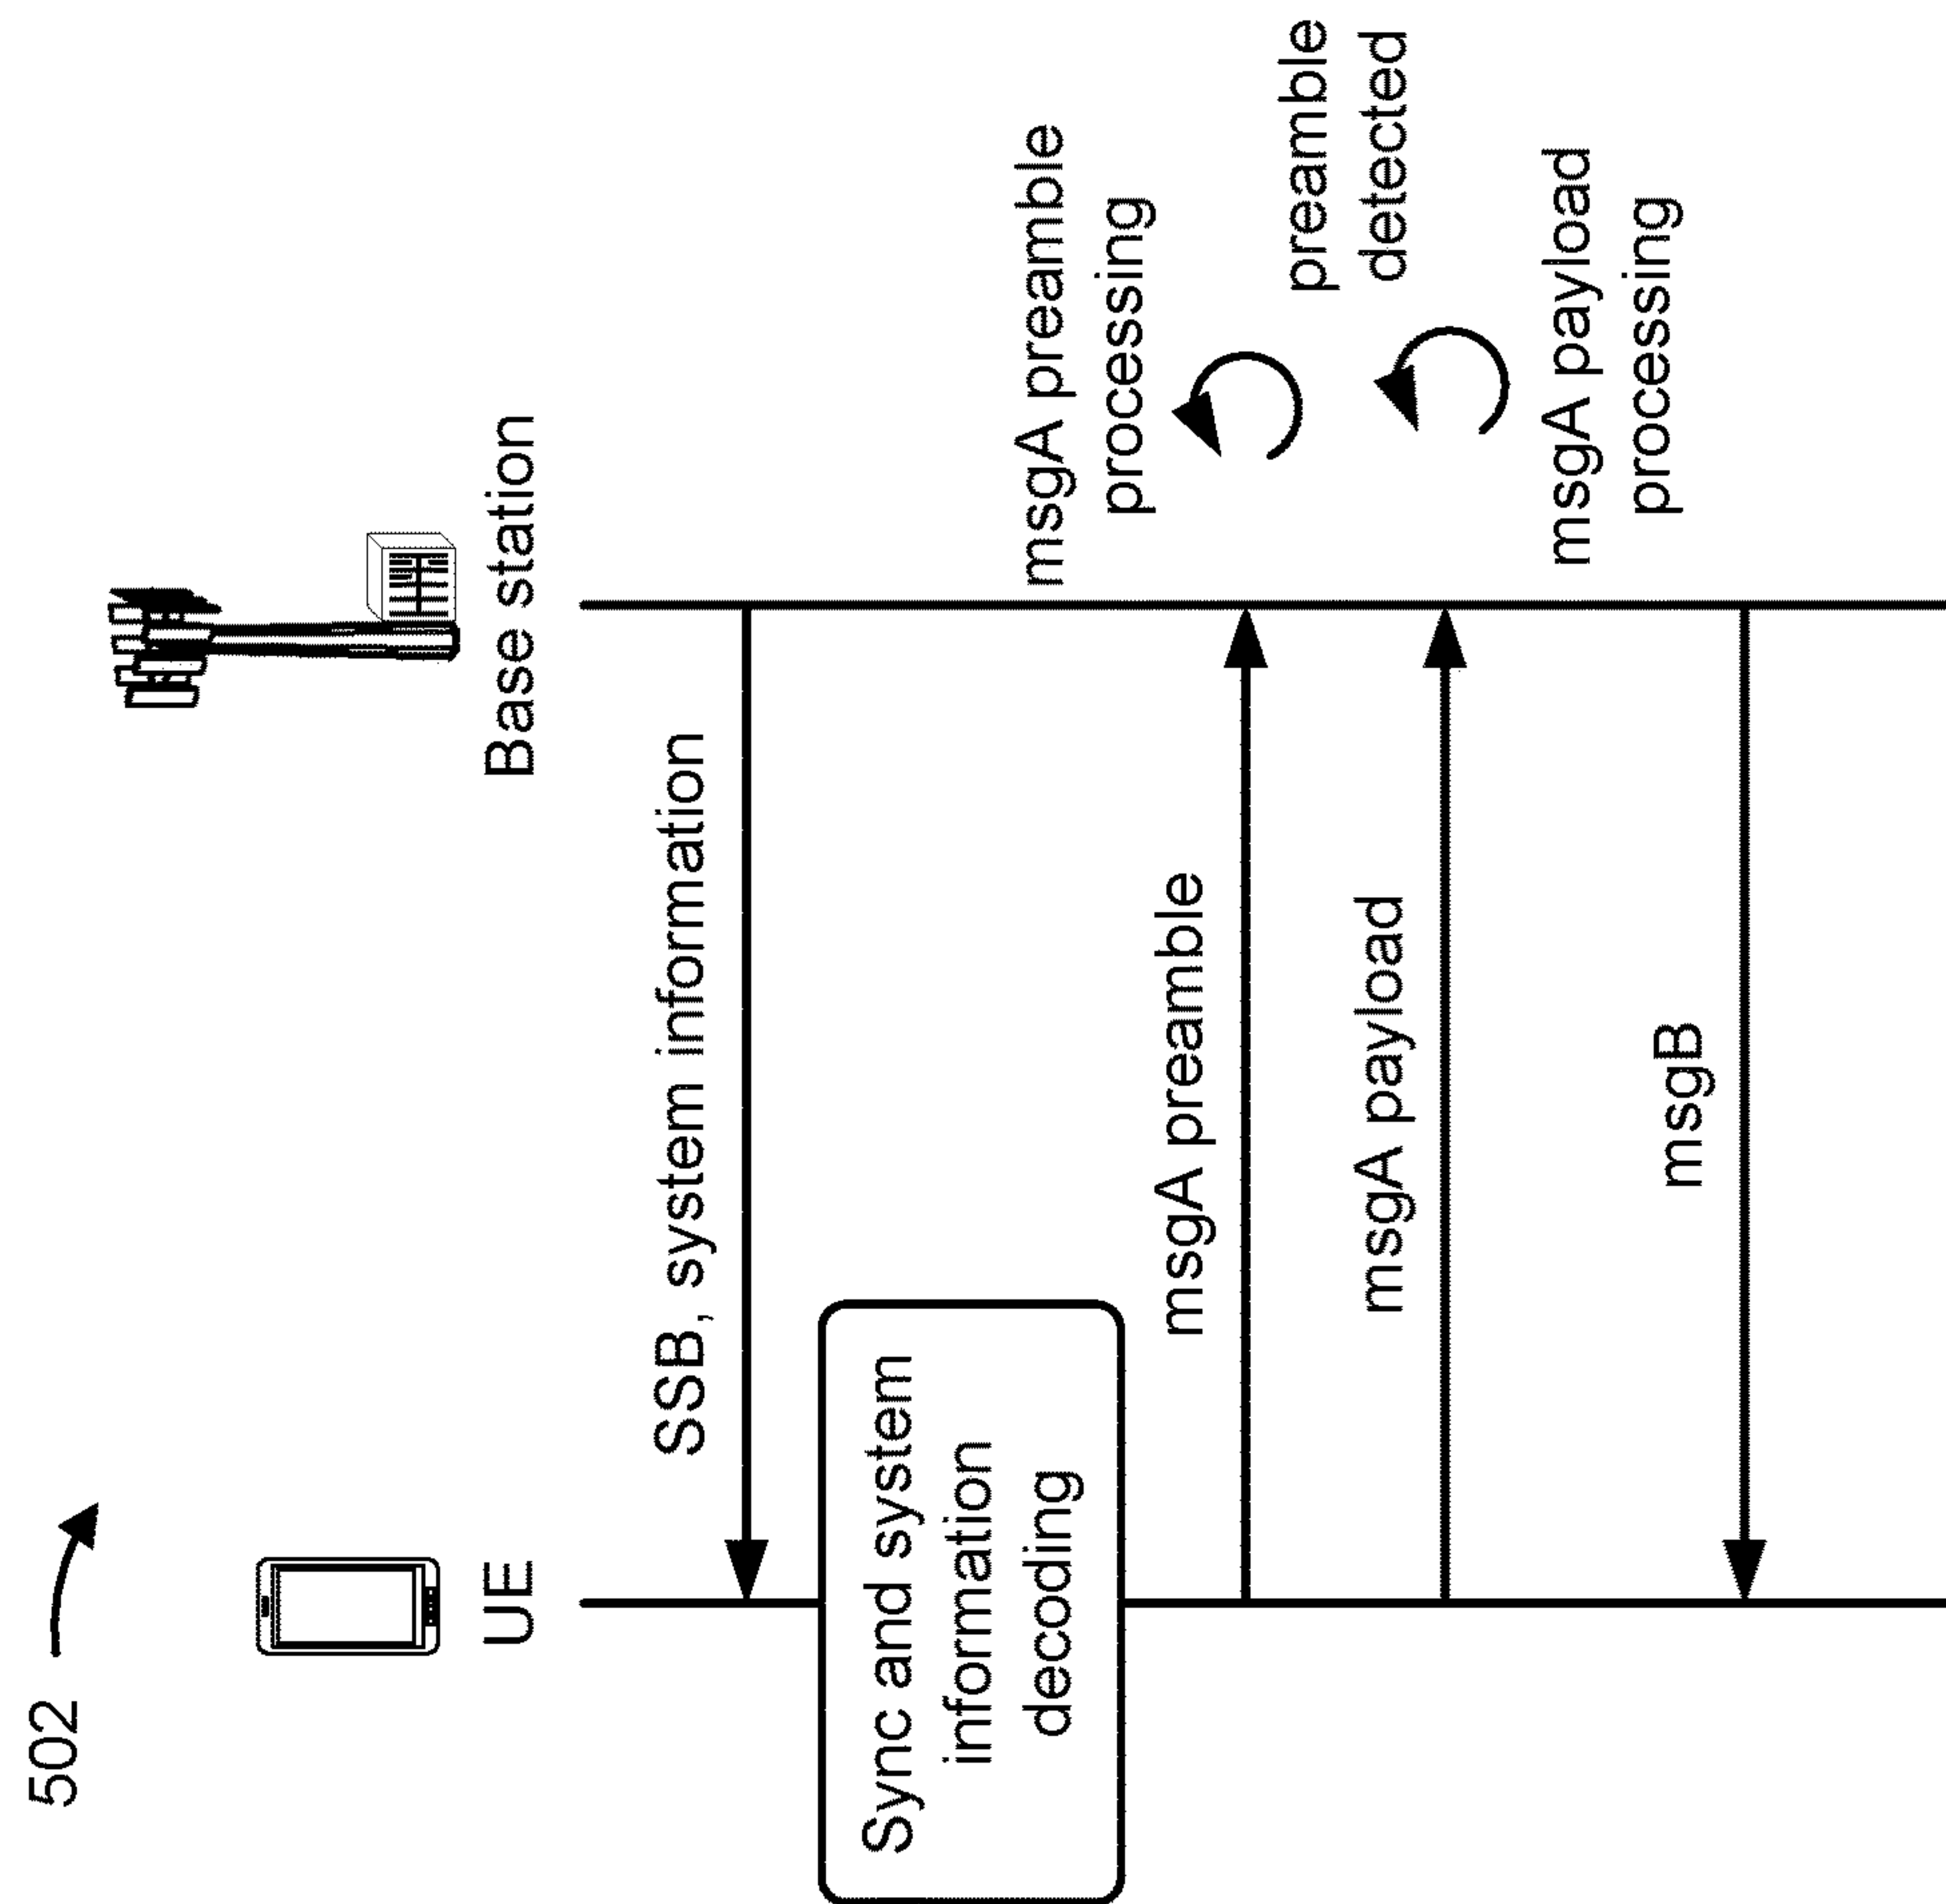 502
UE
Base station
SSB, system information
Sync and system
information
decoding
msgA preamble
processing
msgA preamble
preamble
detected
msgA payload
msgA payload
processing
msgB